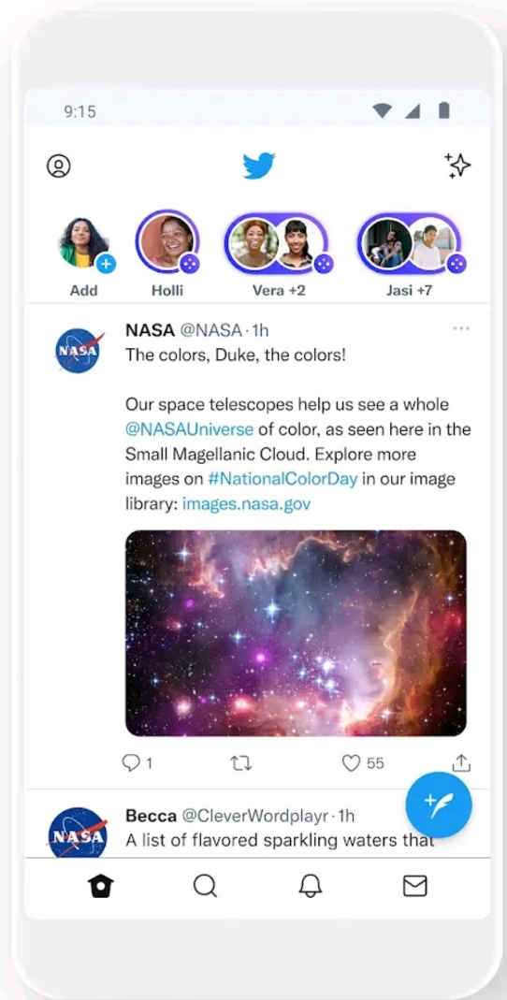 9:15
Add
Holli
Vera +2
Jasi +7
NASA
NASA @NASA · 1h
The colors, Duke, the colors!
Our space telescopes help us see a whole
@NASAUniverse of color, as seen here in the
Small Magellanic Cloud. Explore more
images on #NationalColorDay in our image
library: images.nasa.gov
1
55
NASA
Becca @CleverWordplayr · 1h
A list of flavored sparkling waters that